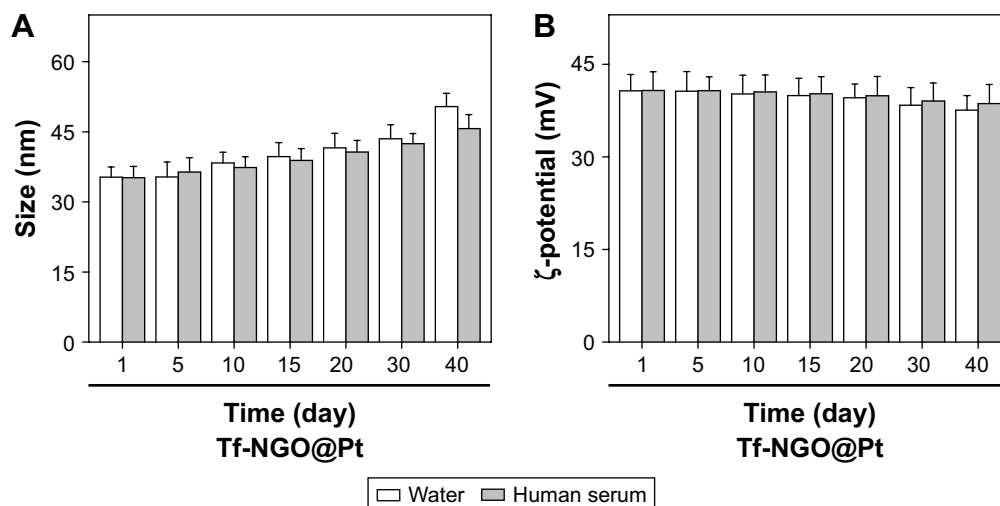 A
60
45
30
15
0
Size (nm)
1 5 10 15 20 30 40
Time (day)
Tf-NGO@Pt
B
45
30
15
0
ζ-potential (mV)
1 5 10 15 20 30 40
Time (day)
Tf-NGO@Pt
Water Human serum